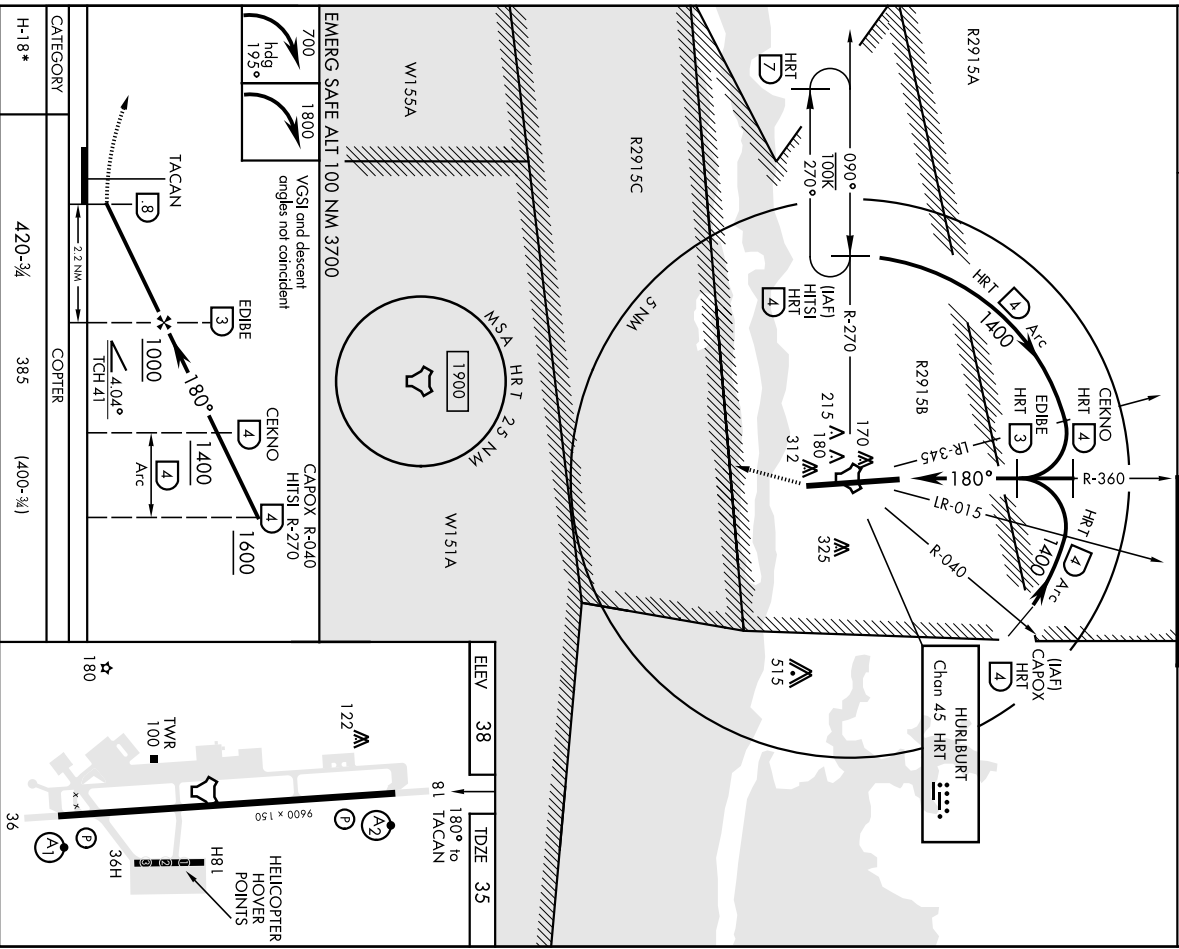 R2915A
HRT 7
090°
100K
270°
(IAF)
HITSI
HRT 4
R-270
HRT 4 Arc
1400
CEKNO
HRT 4
EDIBE
HRT 3
R-360
LR-345
180°
LR-015
HRT 4 Arc
1400
R-040
(IAF)
CAPOX
HRT 4
R2915B
215
180
170
312
325
HURLBURT
Chan 45 HRT
515
5 NM
R2915C
W155A
W151A
MSA HRT 25 NM
1900
EMERG SAFE ALT 100 NM 3700
700
hdg
195°
1800
VGSI and descent
angles not coincident
CAPOX R-040
HITSI R-270
TACAN
.8
EDIBE
3
CEKNO
4
4
180°
1000
1400
1600
4
Arc
4.04°
TCH 41
2.2 NM
CATEGORY
COPTER
H-18*
420-¾
385
(400-¾)
ELEV 38
TDZE 35
180° to
TACAN
18
122
A2
P
9600 x 150
TWR
100
180
x x
P
A1
36
H81
1
2
3
36H
HELICOPTER
HOVER
POINTS